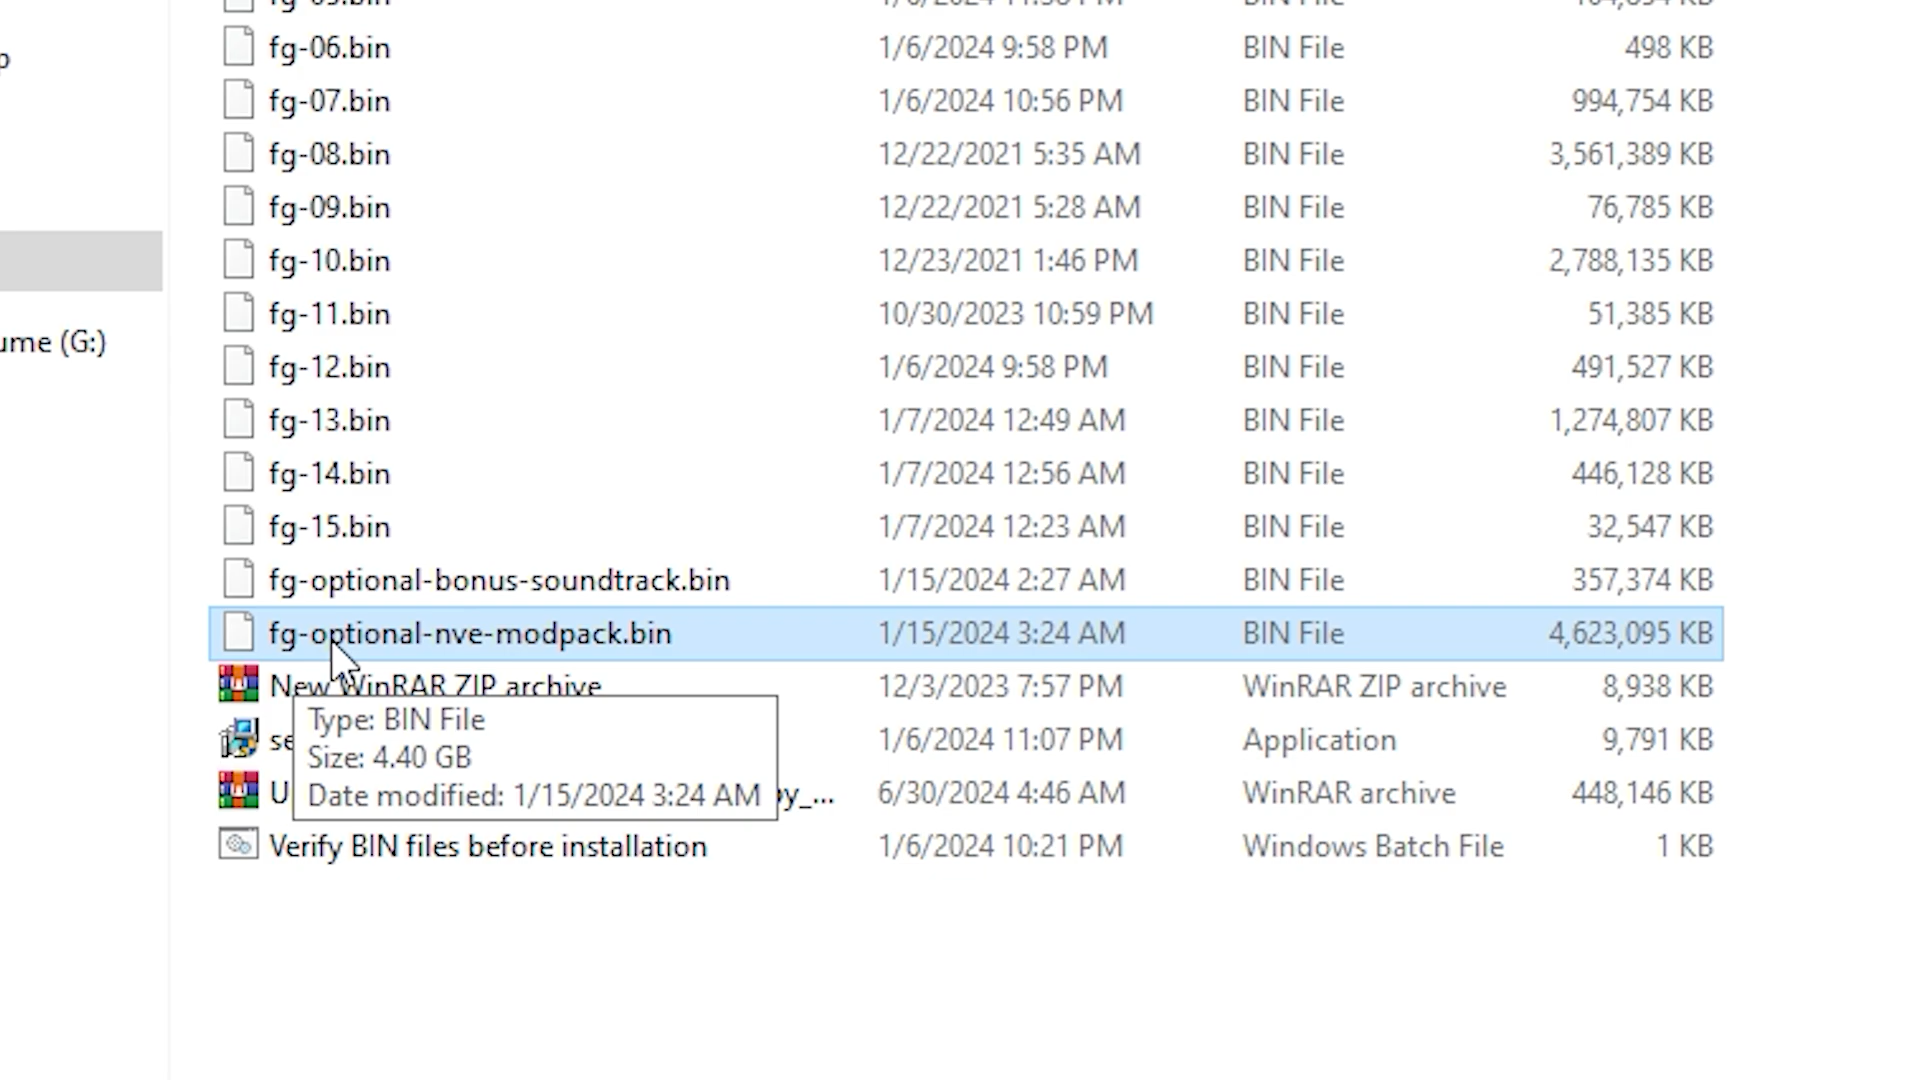 fg-06.bin 1/6/2024 9:58 PM BIN File 498 KB
fg-07.bin 1/6/2024 10:56 PM BIN File 994,754 KB
fg-08.bin 12/22/2021 5:35 AM BIN File 3,561,389 KB
fg-09.bin 12/22/2021 5:28 AM BIN File 76,785 KB
fg-10.bin 12/23/2021 1:46 PM BIN File 2,788,135 KB
fg-11.bin 10/30/2023 10:59 PM BIN File 51,385 KB
ume (G:)
fg-12.bin 1/6/2024 9:58 PM BIN File 491,527 KB
fg-13.bin 1/7/2024 12:49 AM BIN File 1,274,807 KB
fg-14.bin 1/7/2024 12:56 AM BIN File 446,128 KB
fg-15.bin 1/7/2024 12:23 AM BIN File 32,547 KB
fg-optional-bonus-soundtrack.bin 1/15/2024 2:27 AM BIN File 357,374 KB
fg-optional-nve-modpack.bin 1/15/2024 3:24 AM BIN File 4,623,095 KB
New WinRAR ZIP archive 12/3/2023 7:57 PM WinRAR ZIP archive 8,938 KB
Type: BIN File
se 1/6/2024 11:07 PM Application 9,791 KB
Size: 4.40 GB
U by_... 6/30/2024 4:46 AM WinRAR archive 448,146 KB
Date modified: 1/15/2024 3:24 AM
Verify BIN files before installation 1/6/2024 10:21 PM Windows Batch File 1 KB